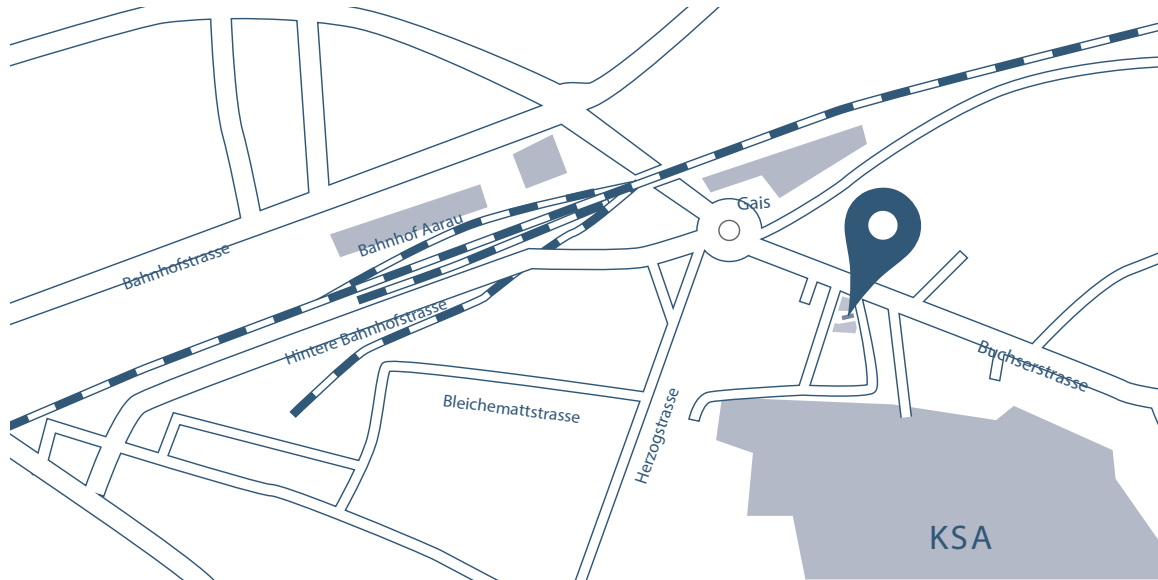 Gais
Bahnhof Aarau
Bahnhofstrasse
Hintere Bahnhofstrasse
Buchserstrasse
Bleichemattstrasse
Herzogstrasse
KSA